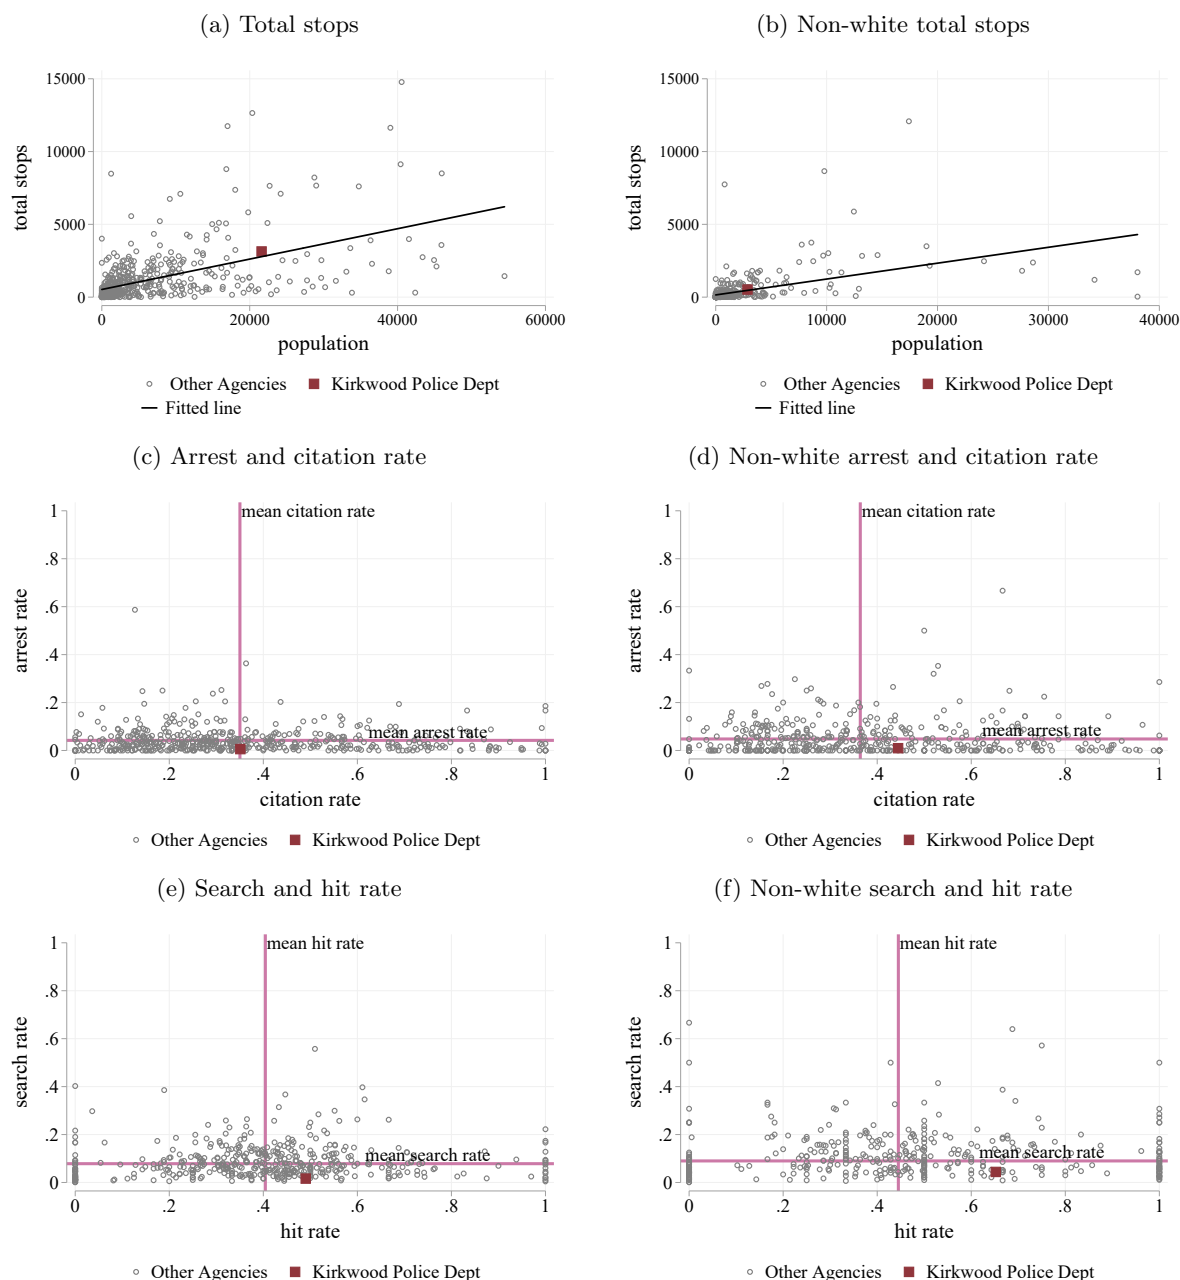 (a) Total stops
15000
10000
5000
0
total stops
0 20000 40000 60000
population
Other Agencies Kirkwood Police Dept
Fitted line
(b) Non-white total stops
15000
10000
5000
0
total stops
0 10000 20000 30000 40000
population
Other Agencies Kirkwood Police Dept
Fitted line
(c) Arrest and citation rate
mean citation rate
1
.8
.6
.4
.2
0
arrest rate
mean arrest rate
0 .2 .4 .6 .8 1
citation rate
Other Agencies Kirkwood Police Dept
(d) Non-white arrest and citation rate
mean citation rate
1
.8
.6
.4
.2
0
arrest rate
mean arrest rate
0 .2 .4 .6 .8 1
citation rate
Other Agencies Kirkwood Police Dept
(e) Search and hit rate
mean hit rate
1
.8
.6
.4
.2
0
search rate
mean search rate
0 .2 .4 .6 .8 1
hit rate
Other Agencies Kirkwood Police Dept
(f) Non-white search and hit rate
mean hit rate
1
.8
.6
.4
.2
0
search rate
mean search rate
0 .2 .4 .6 .8 1
hit rate
Other Agencies Kirkwood Police Dept